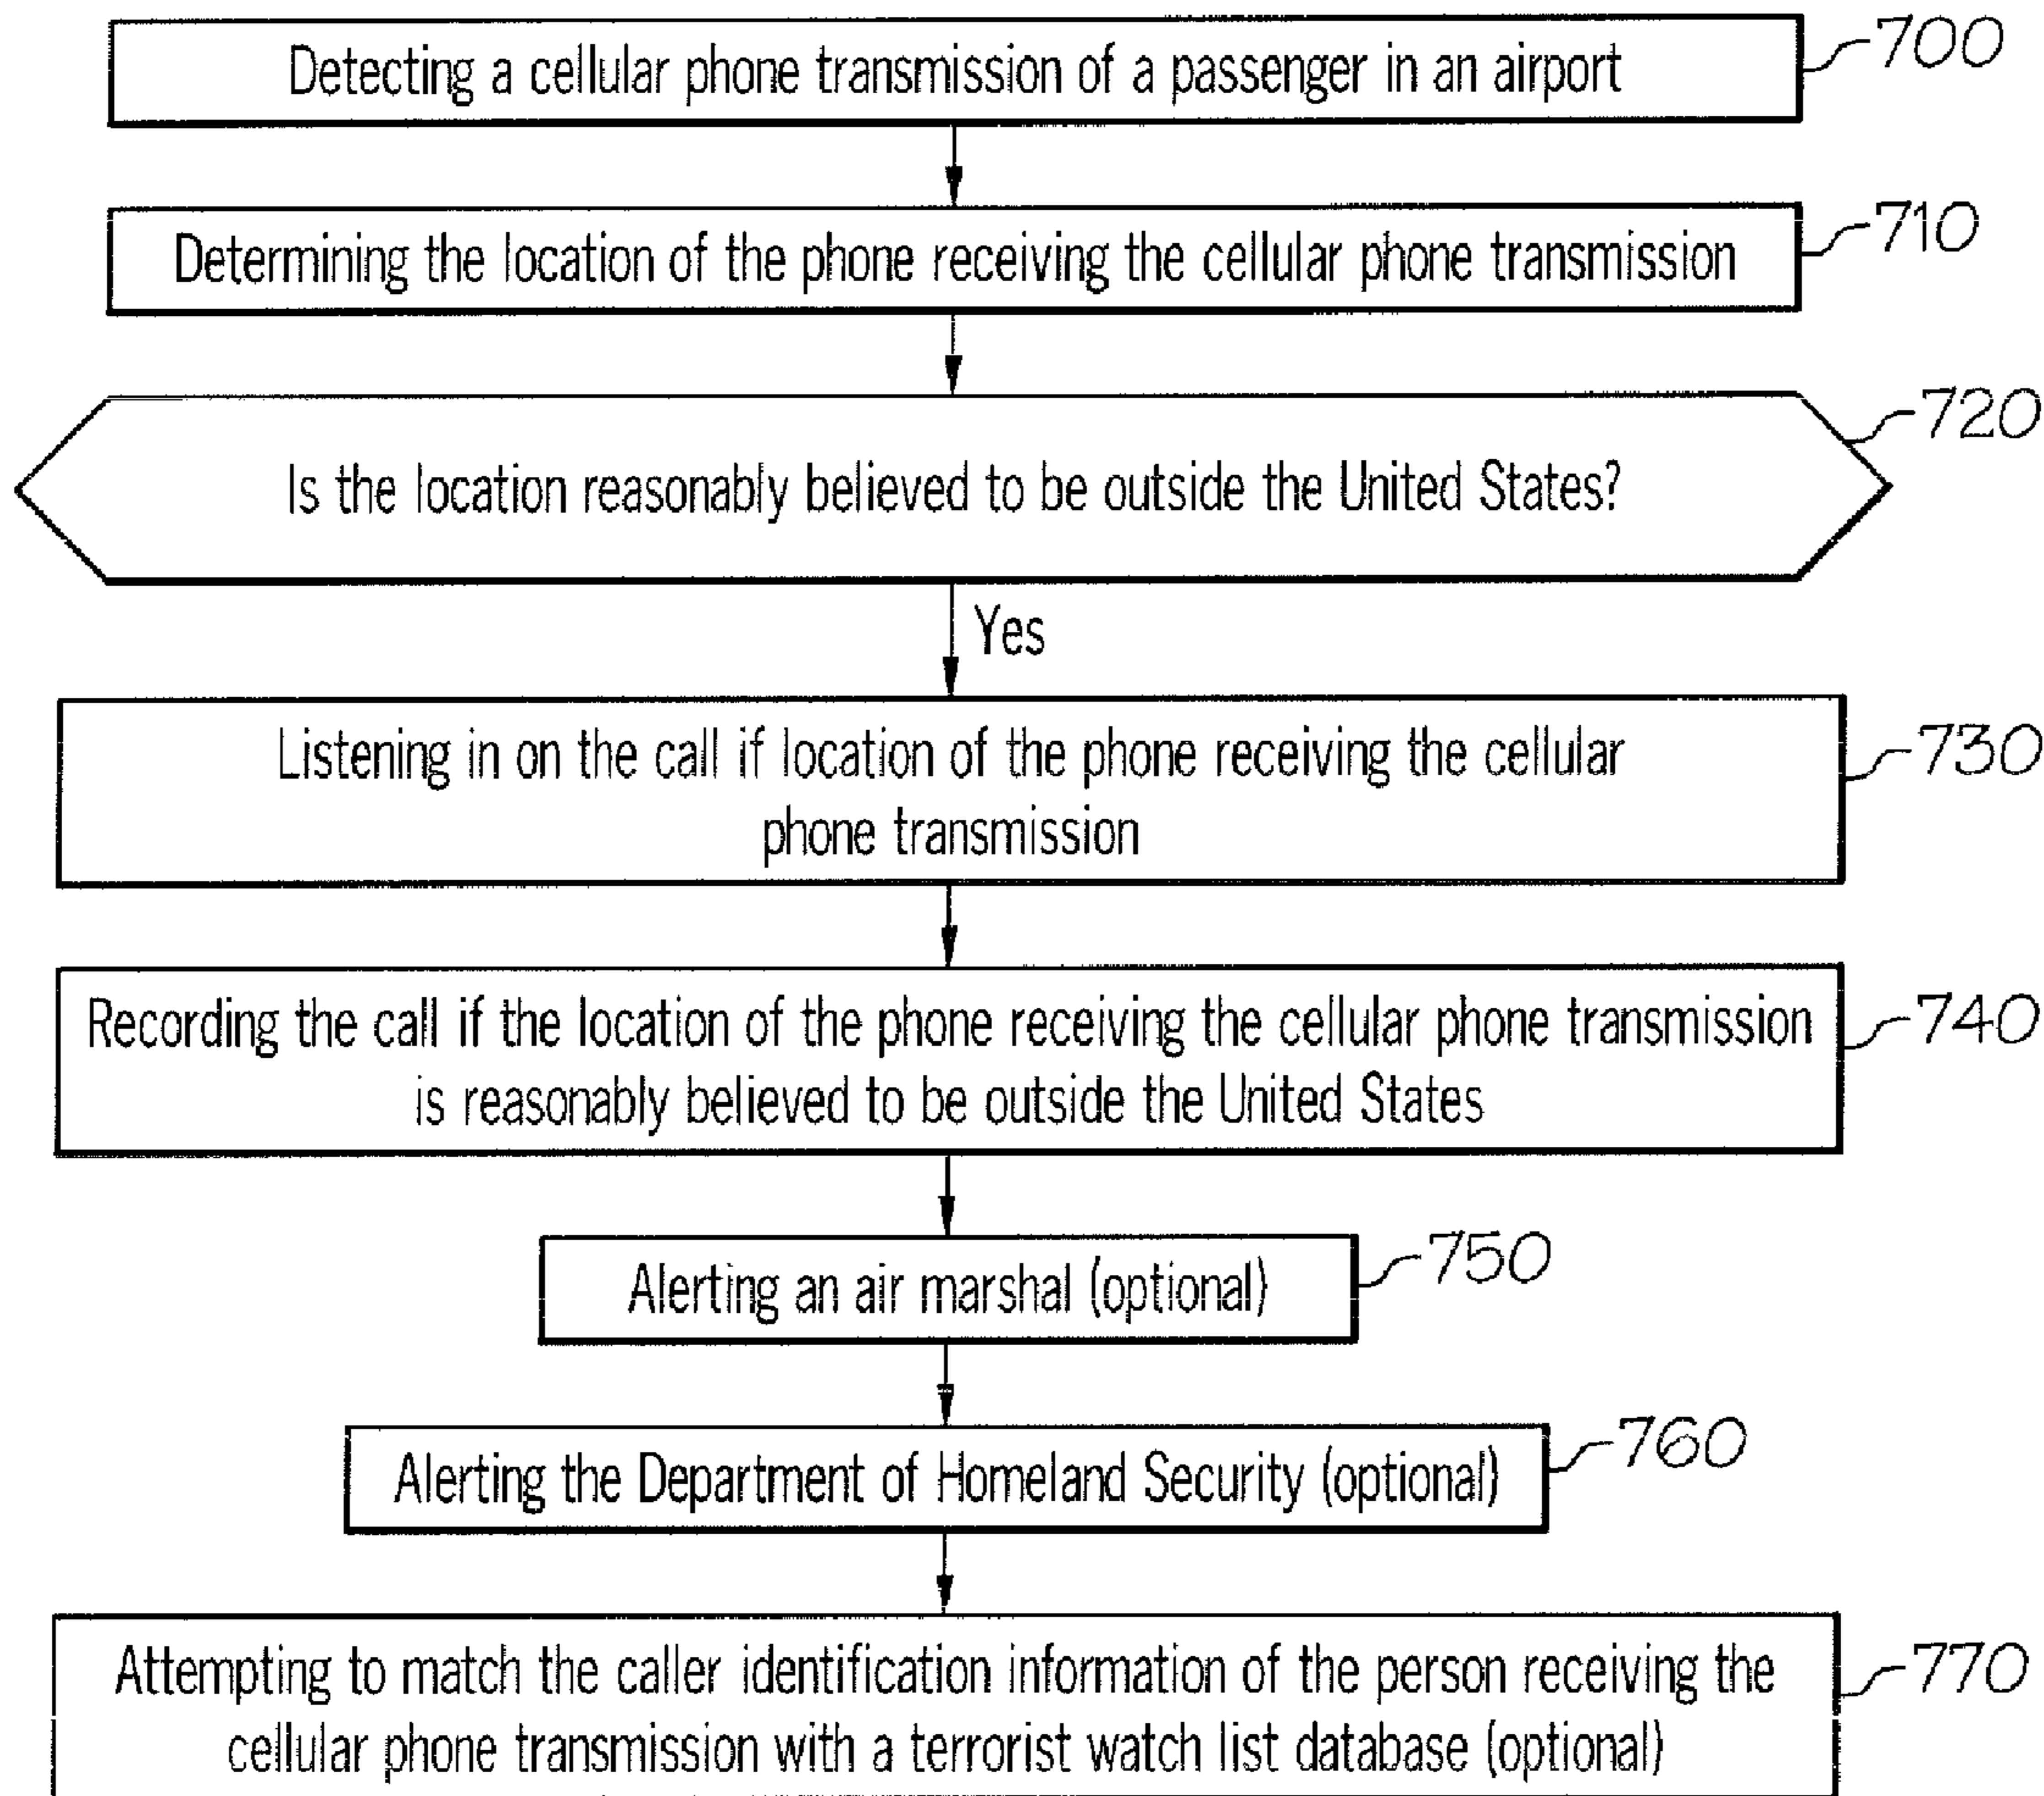 Detecting a cellular phone transmission of a passenger in an airport
700
Determining the location of the phone receiving the cellular phone transmission
710
Is the location reasonably believed to be outside the United States?
720
Yes
Listening in on the call if location of the phone receiving the cellular
phone transmission
730
Recording the call if the location of the phone receiving the cellular phone transmission
is reasonably believed to be outside the United States
740
Alerting an air marshal (optional)
750
Alerting the Department of Homeland Security (optional)
760
Attempting to match the caller identification information of the person receiving the
cellular phone transmission with a terrorist watch list database (optional)
770